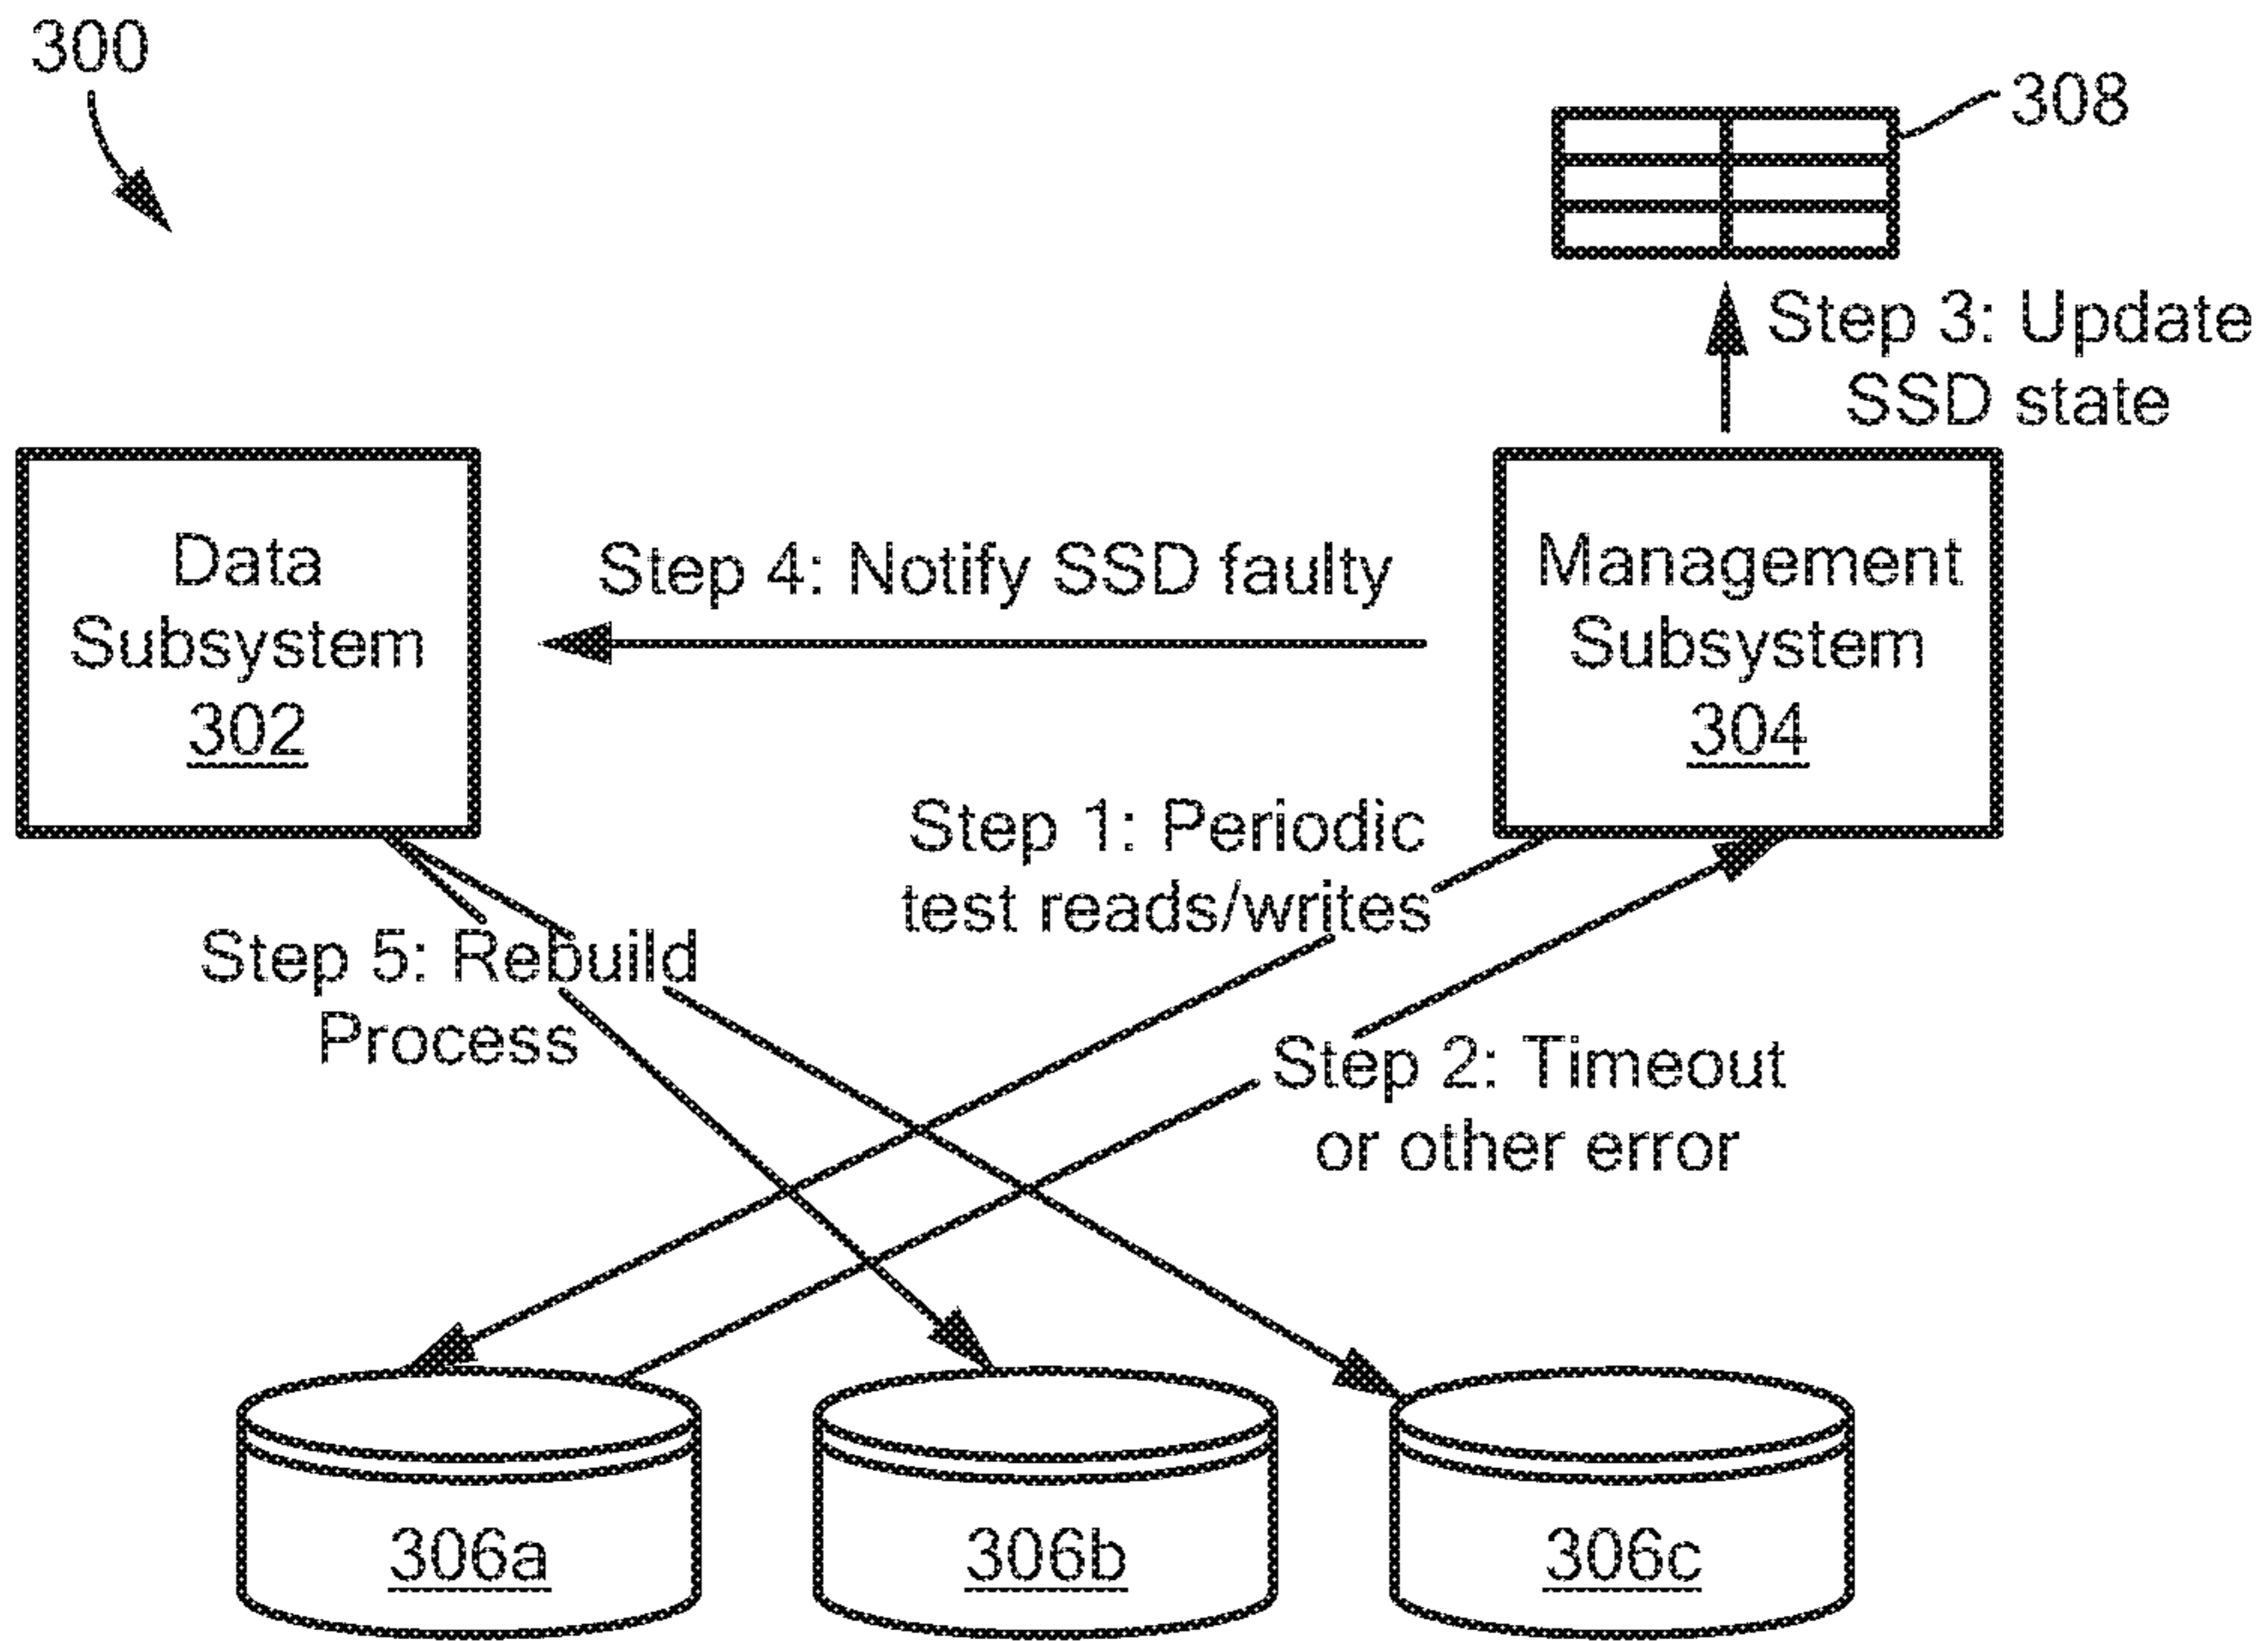 300
308
Step 3: Update
SSD state
Data
Subsystem
302
Step 4: Notify SSD faulty
Management
Subsystem
304
Step 1: Periodic
test reads/writes
Step 5: Rebuild
Process
Step 2: Timeout
or other error
306a
306b
306c